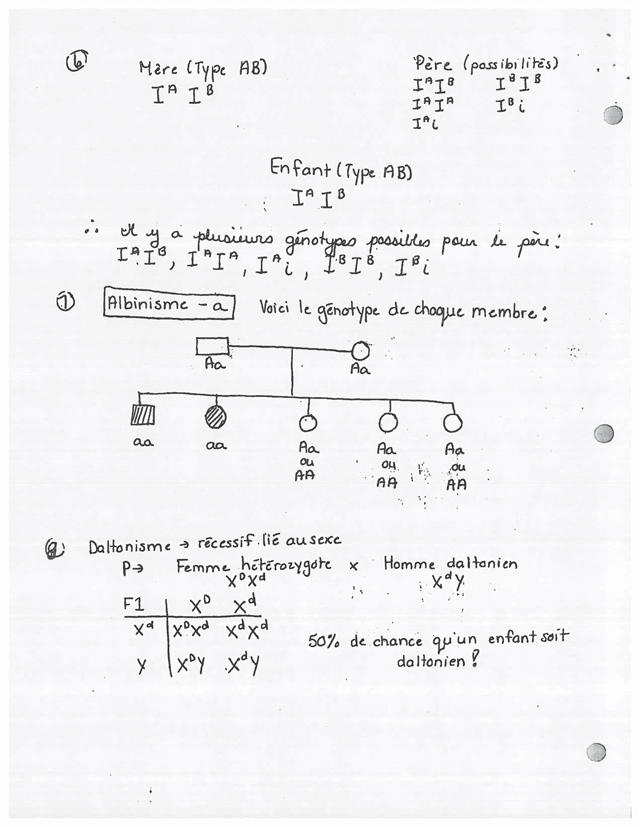 ⑥ Mère (Type AB) Père (possibilités)
I^A I^B I^A I^B I^B I^B
I^A I^A I^B i
I^A i
Enfant (Type AB)
I^A I^B
∴ Il y a plusieurs génotypes possibles pour le père:
I^A I^B, I^A I^A, I^A i, I^B I^B, I^B i
⑦ Albinisme - a Voici le génotype de chaque membre:
Aa Aa
aa aa Aa Aa Aa
ou ou ou
AA AA AA
Daltonisme → récessif lié au sexe
P→ Femme hétérozygote x Homme daltonien
X^D X^d X^d Y
F1 X^D X^d
X^d X^D X^d X^d X^d
Y X^D Y X^d Y
50% de chance qu'un enfant soit
daltonien!